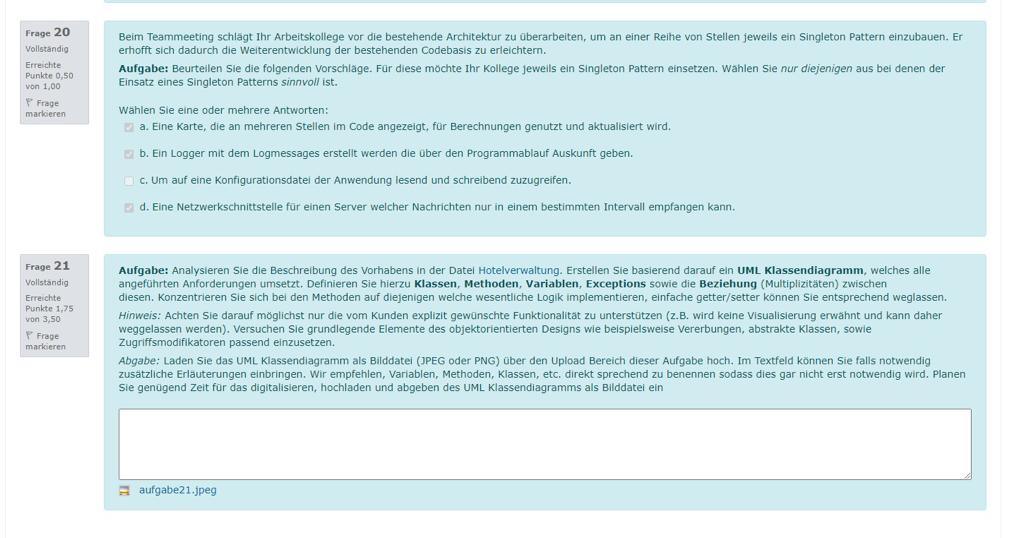 Frage 20
Vollständig
Erreichte
Punkte 0,50
von 1,00
Frage
markieren
Beim Teammeeting schlägt Ihr Arbeitskollege vor die bestehende Architektur zu überarbeiten, um an einer Reihe von Stellen jeweils ein Singleton Pattern einzubauen. Er
erhofft sich dadurch die Weiterentwicklung der bestehenden Codebasis zu erleichtern.
Aufgabe: Beurteilen Sie die folgenden Vorschläge. Für diese möchte Ihr Kollege jeweils ein Singleton Pattern einsetzen. Wählen Sie nur diejenigen aus bei denen der
Einsatz eines Singleton Patterns sinnvoll ist.
Wählen Sie eine oder mehrere Antworten:
a. Eine Karte, die an mehreren Stellen im Code angezeigt, für Berechnungen genutzt und aktualisiert wird.
b. Ein Logger mit dem Logmessages erstellt werden die über den Programmablauf Auskunft geben.
c. Um auf eine Konfigurationsdatei der Anwendung lesend und schreibend zuzugreifen.
d. Eine Netzwerkschnittstelle für einen Server welcher Nachrichten nur in einem bestimmten Intervall empfangen kann.
Frage 21
Vollständig
Erreichte
Punkte 1,75
von 3,50
Frage
markieren
Aufgabe: Analysieren Sie die Beschreibung des Vorhabens in der Datei Hotelverwaltung. Erstellen Sie basierend darauf ein UML Klassendiagramm, welches alle
angeführten Anforderungen umsetzt. Definieren Sie hierzu Klassen, Methoden, Variablen, Exceptions sowie die Beziehung (Multiplizitäten) zwischen
diesen. Konzentrieren Sie sich bei den Methoden auf diejenigen welche wesentliche Logik implementieren, einfache getter/setter können Sie entsprechend weglassen.
Hinweis: Achten Sie darauf möglichst nur die vom Kunden explizit gewünschte Funktionalität zu unterstützen (z.B. wird keine Visualisierung erwähnt und kann daher
weggelassen werden). Versuchen Sie grundlegende Elemente des objektorientierten Designs wie beispielsweise Vererbungen, abstrakte Klassen, sowie
Zugriffsmodifikatoren passend einzusetzen.
Abgabe: Laden Sie das UML Klassendiagramm als Bilddatei (JPEG oder PNG) über den Upload Bereich dieser Aufgabe hoch. Im Textfeld können Sie falls notwendig
zusätzliche Erläuterungen einbringen. Wir empfehlen, Variablen, Methoden, Klassen, etc. direkt sprechend zu benennen sodass dies gar nicht erst notwendig wird. Planen
Sie genügend Zeit für das digitalisieren, hochladen und abgeben des UML Klassendiagramms als Bilddatei ein
aufgabe21.jpeg